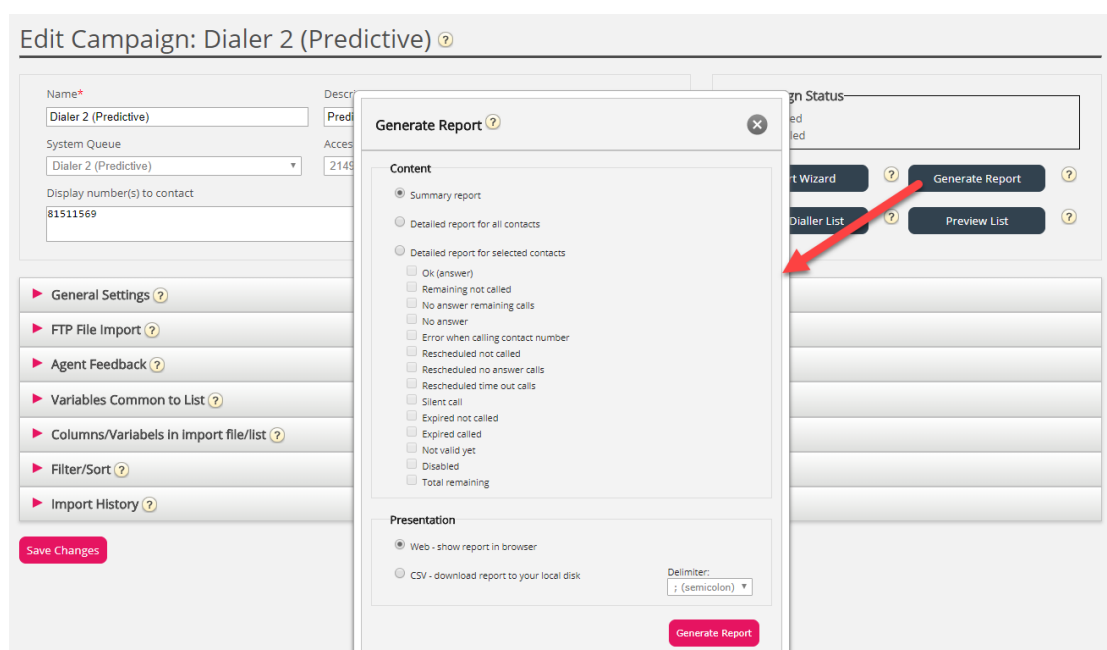 Edit Campaign: Dialer 2 (Predictive) ?
Name*
Dialer 2 (Predictive)
System Queue
Dialer 2 (Predictive)
Display number(s) to contact
81511569
General Settings ?
FTP File Import ?
Agent Feedback ?
Variables Common to List ?
Columns/Variabels in import file/list ?
Filter/Sort ?
Import History ?
Save Changes
Generate Report ?
Content
Summary report
Detailed report for all contacts
Detailed report for selected contacts
Ok (answer)
Remaining not called
No answer remaining calls
No answer
Error when calling contact number
Rescheduled not called
Rescheduled no answer calls
Rescheduled time out calls
Silent call
Expired not called
Expired called
Not valid yet
Disabled
Total remaining
Presentation
Web - show report in browser
CSV - download report to your local disk
Delimiter:
; (semicolon)
Generate Report
Status
Wizard ?
Generate Report ?
Dialler List ?
Preview List ?